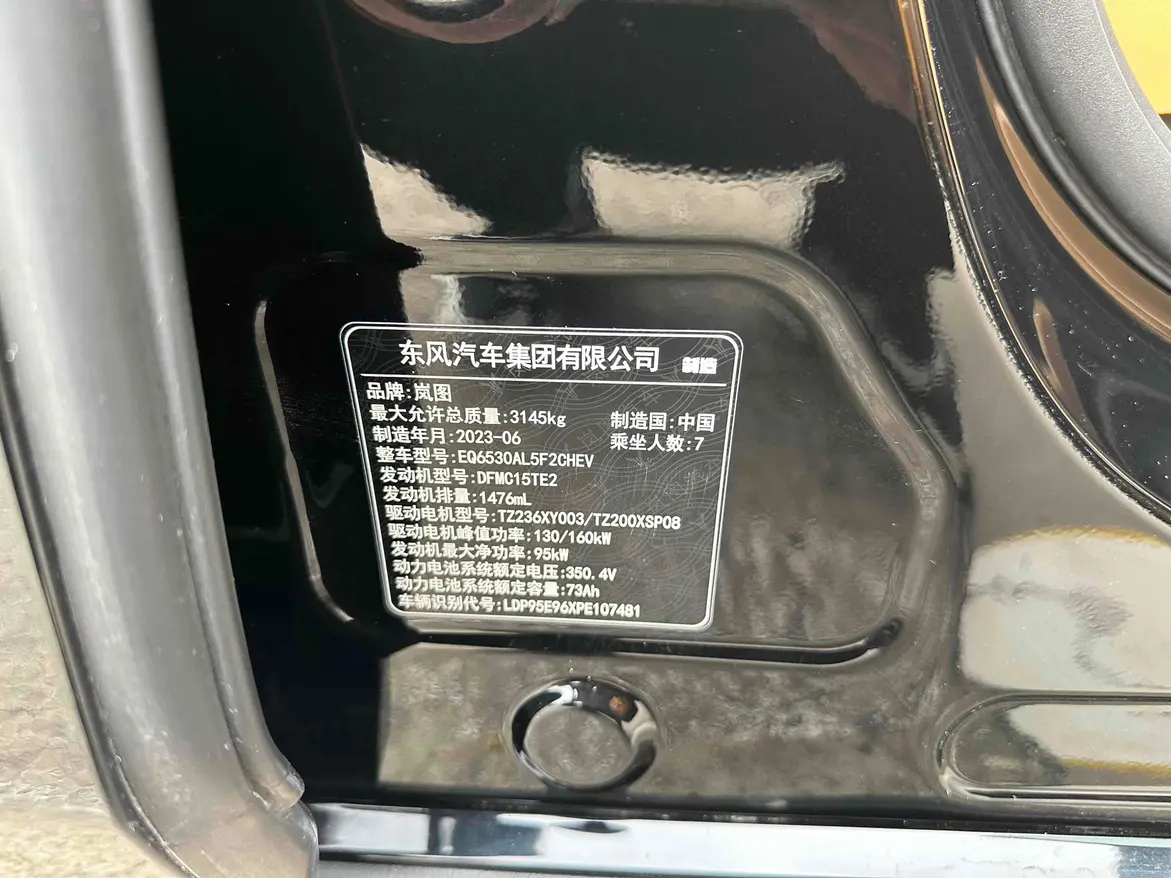 东风汽车集团有限公司 制造
品牌:岚图
最大允许总质量:3145kg 制造国:中国
制造年月:2023-06 乘坐人数:7
整车型号:EQ6530AL5F2CHEV
发动机型号:DFMC15TE2
发动机排量:1476mL
驱动电机型号:TZ236XY003/TZ200XSP08
驱动电机峰值功率:130/160kW
发动机最大净功率:95kW
动力电池系统额定电压:350.4V
动力电池系统额定容量:73Ah
车辆识别代号:LDP95E96XPE107481